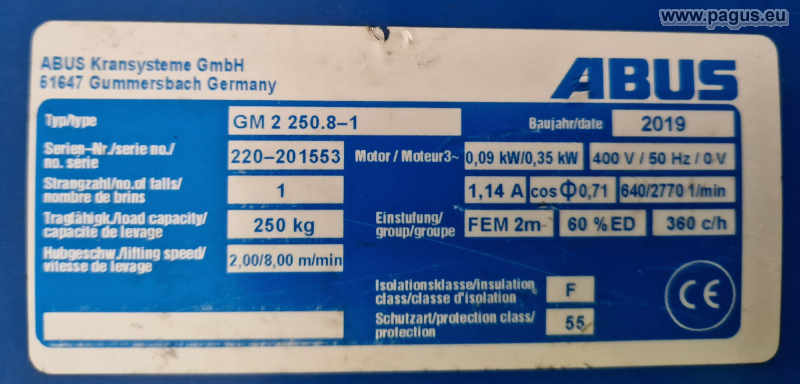 www.pagus.eu
ABUS Kransysteme GmbH
51647 Gummersbach Germany
ABUS
Typ/type GM 2 250.8-1 Baujahr/date 2019
Serien-Nr./serie no./
no. série 220-201553 Motor / Moteur3~ 0,09 kW/0,35 kW 400 V / 50 Hz / 0 V
Strangzahl/no.of falls/
nombre de brins 1 1,14 A cos Φ 0,71 640/2770 1/min
Tragfähigk./load capacity/
capacité de levage 250 kg Einstufung/
group/groupe FEM 2m 60 % ED 360 c/h
Hubgeschw./lifting speed/
vitesse de levage 2,00/8,00 m/min
Isolationsklasse/insulation
class/classe d'isolation F
Schutzart/protection class/
protection 55
CE